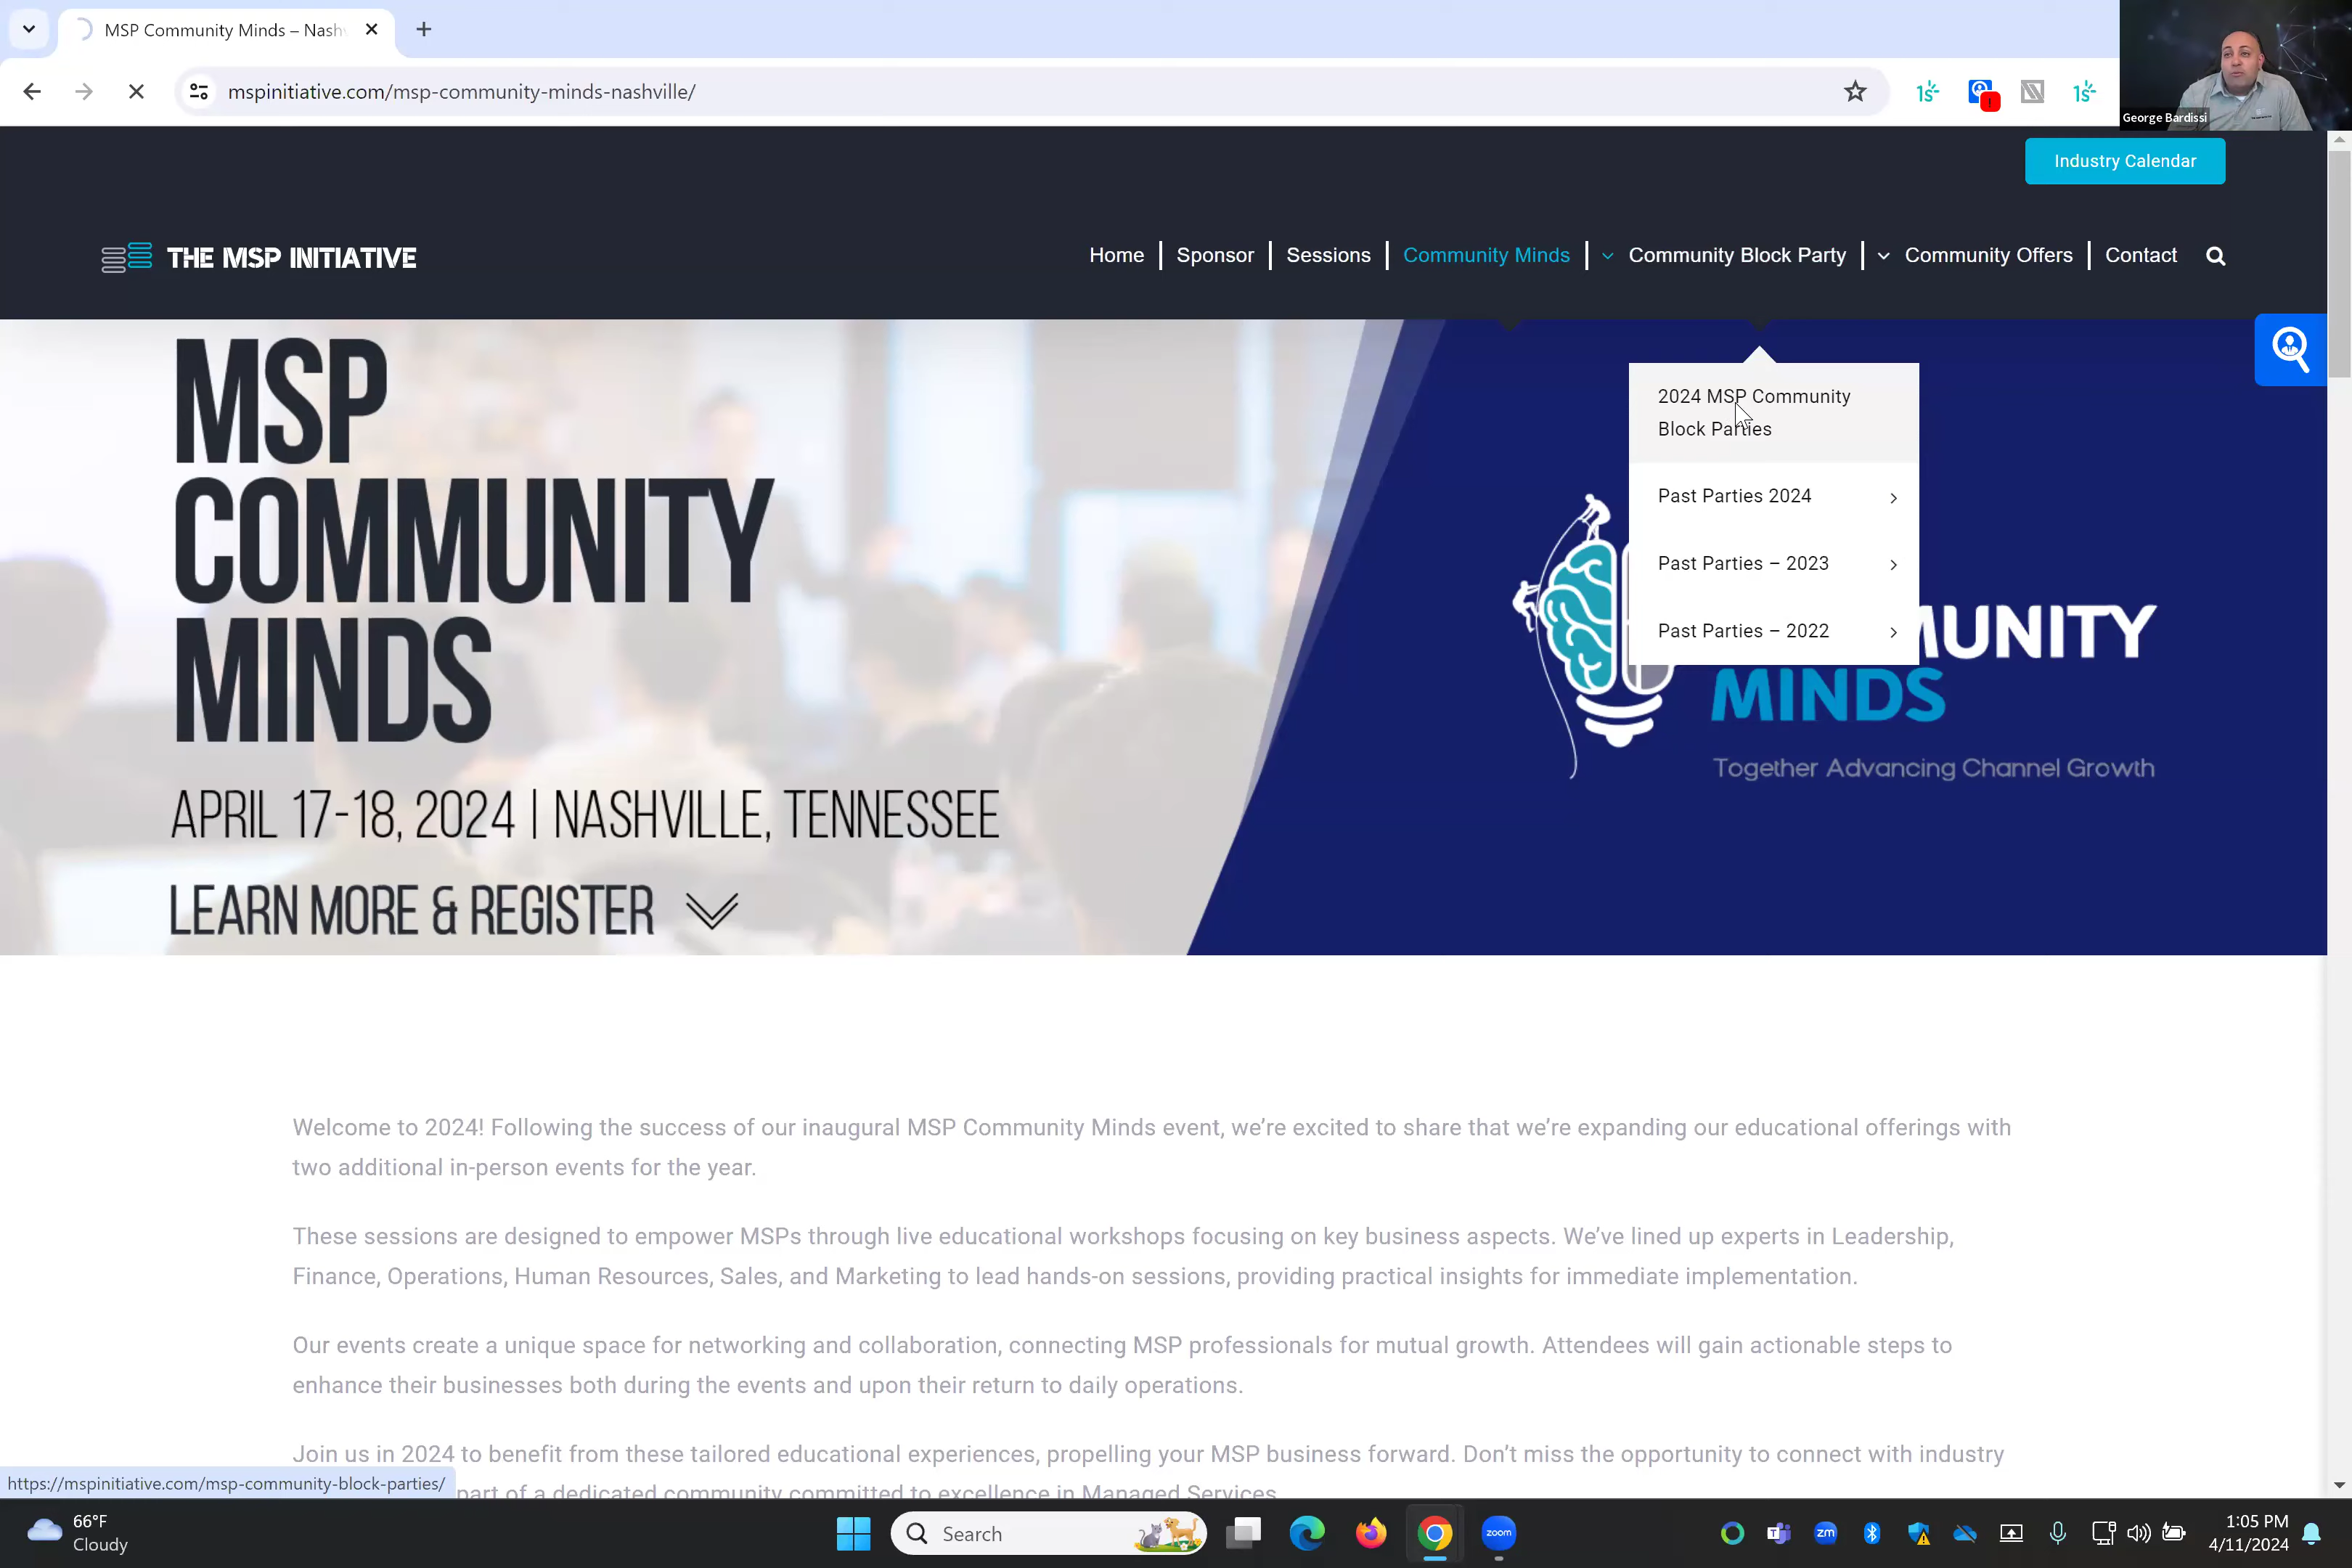 MSP Community Minds – Nash
mspinitiative.com/msp-community-minds-nashville/
George Bardissi
Industry Calendar
THE MSP INITIATIVE
Home
Sponsor
Sessions
Community Minds
Community Block Party
Community Offers
Contact
2024 MSP Community
Block Parties
Past Parties 2024
Past Parties – 2023
Past Parties – 2022
MSP
COMMUNITY
MINDS
APRIL 17-18, 2024 | NASHVILLE, TENNESSEE
LEARN MORE & REGISTER
MUNITY
MINDS
Together Advancing Channel Growth
Welcome to 2024! Following the success of our inaugural MSP Community Minds event, we’re excited to share that we’re expanding our educational offerings with
two additional in-person events for the year.
These sessions are designed to empower MSPs through live educational workshops focusing on key business aspects. We’ve lined up experts in Leadership,
Finance, Operations, Human Resources, Sales, and Marketing to lead hands-on sessions, providing practical insights for immediate implementation.
Our events create a unique space for networking and collaboration, connecting MSP professionals for mutual growth. Attendees will gain actionable steps to
enhance their businesses both during the events and upon their return to daily operations.
Join us in 2024 to benefit from these tailored educational experiences, propelling your MSP business forward. Don’t miss the opportunity to connect with industry
part of a dedicated community committed to excellence in Managed Services.
https://mspinitiative.com/msp-community-block-parties/
66°F
Cloudy
Search
zoom
zm
1:05 PM
4/11/2024